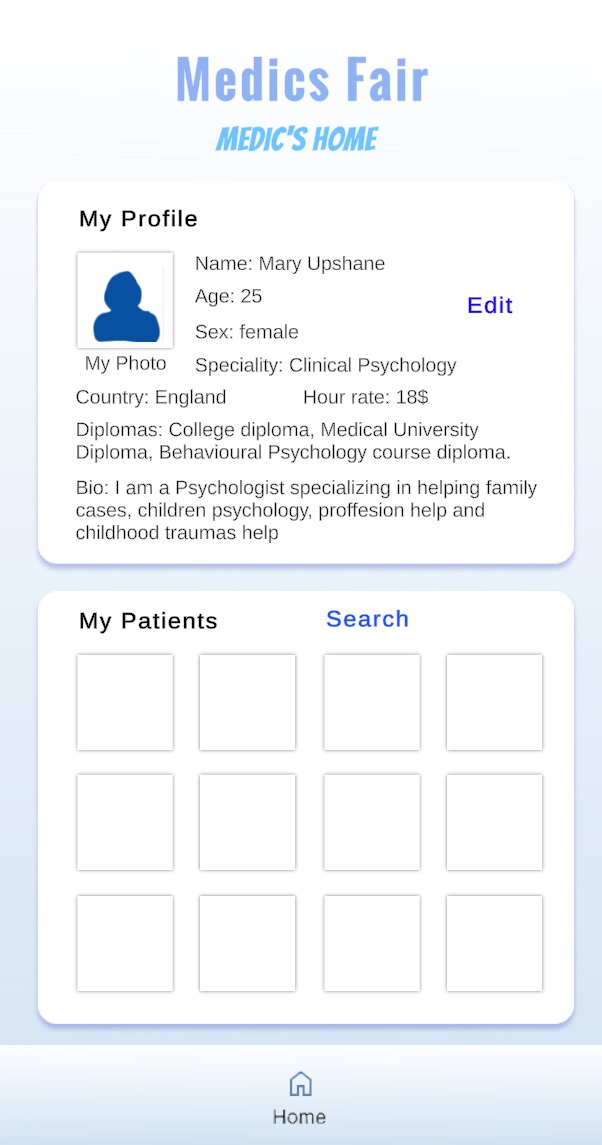 Medics Fair
MEDIC'S HOME
My Profile
Name: Mary Upshane
Age: 25
Edit
Sex: female
My Photo
Speciality: Clinical Psychology
Country: England
Hour rate: 18$
Diplomas: College diploma, Medical University
Diploma, Behavioural Psychology course diploma.
Bio: I am a Psychologist specializing in helping family
cases, children psychology, proffesion help and
childhood traumas help
My Patients
Search
Home